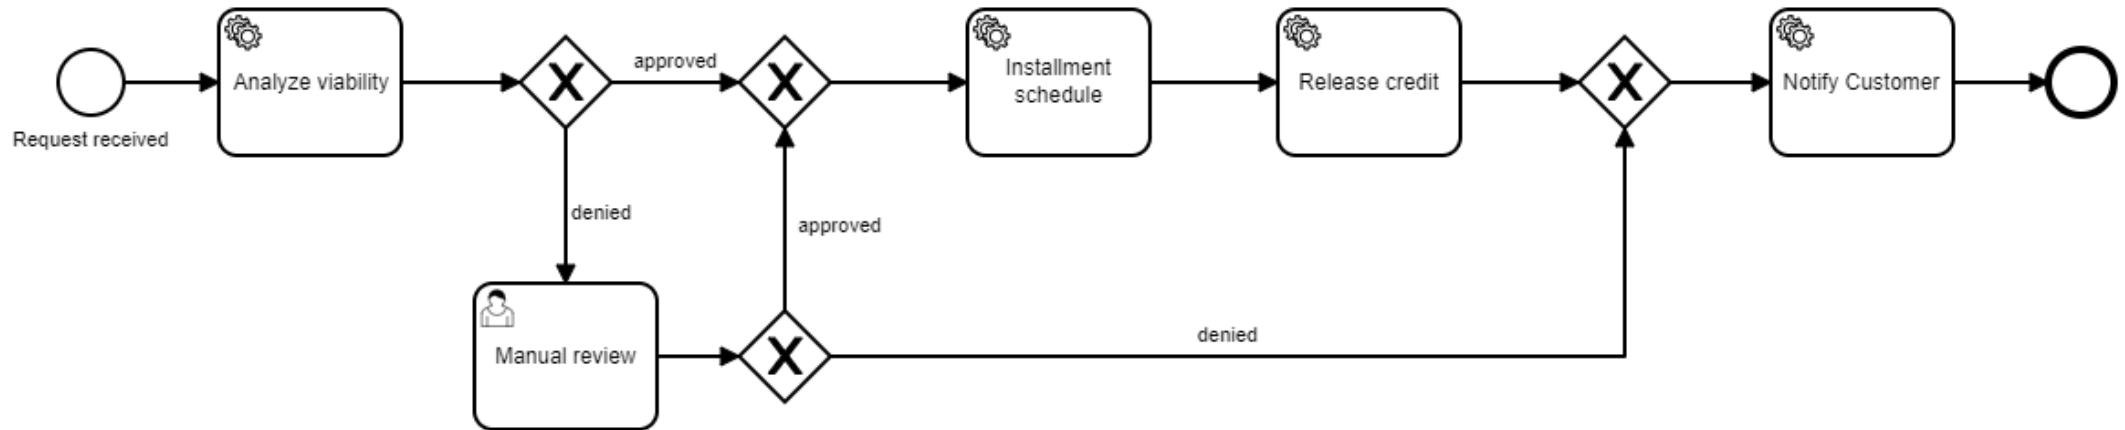 Request received
Analyze viability
X
approved
X
Installment
schedule
Release credit
X
Notify Customer
denied
approved
Manual review
X
denied